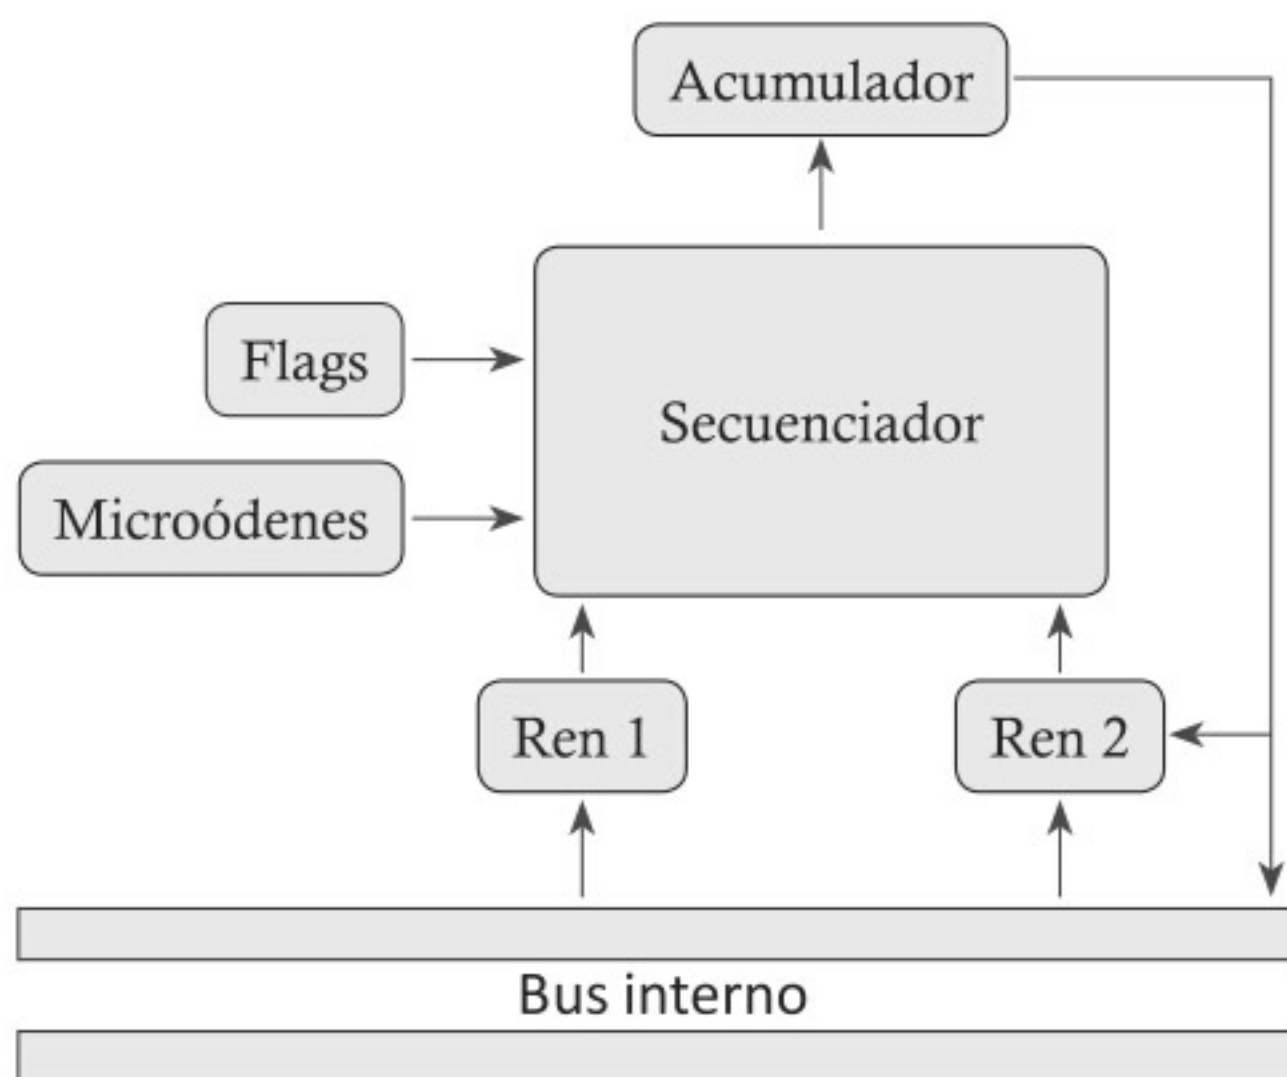 Acumulador
Flags
Secuenciador
Microódenes
Ren 1
Ren 2
Bus interno